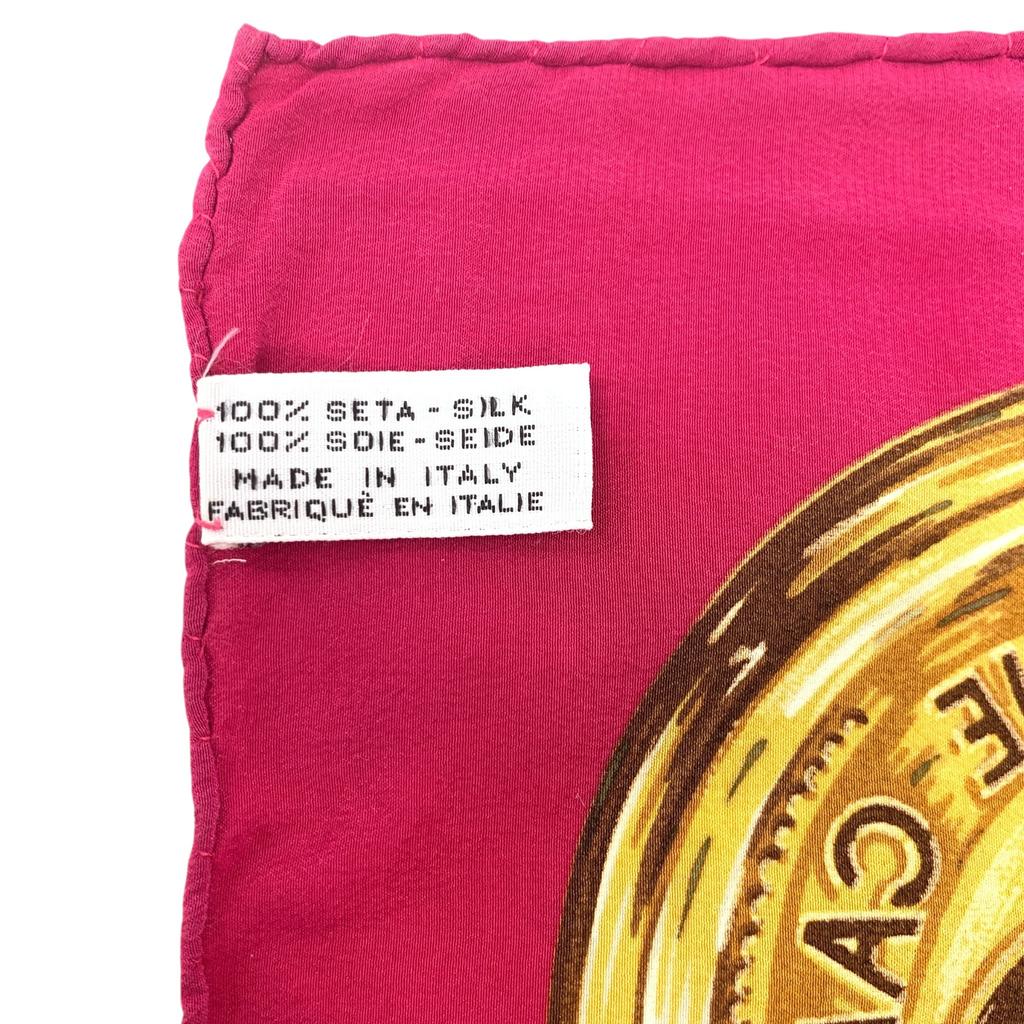 100% SETA - SILK
100% SOIE - SEIDE
MADE IN ITALY
FABRIQUÈ EN ITALIE